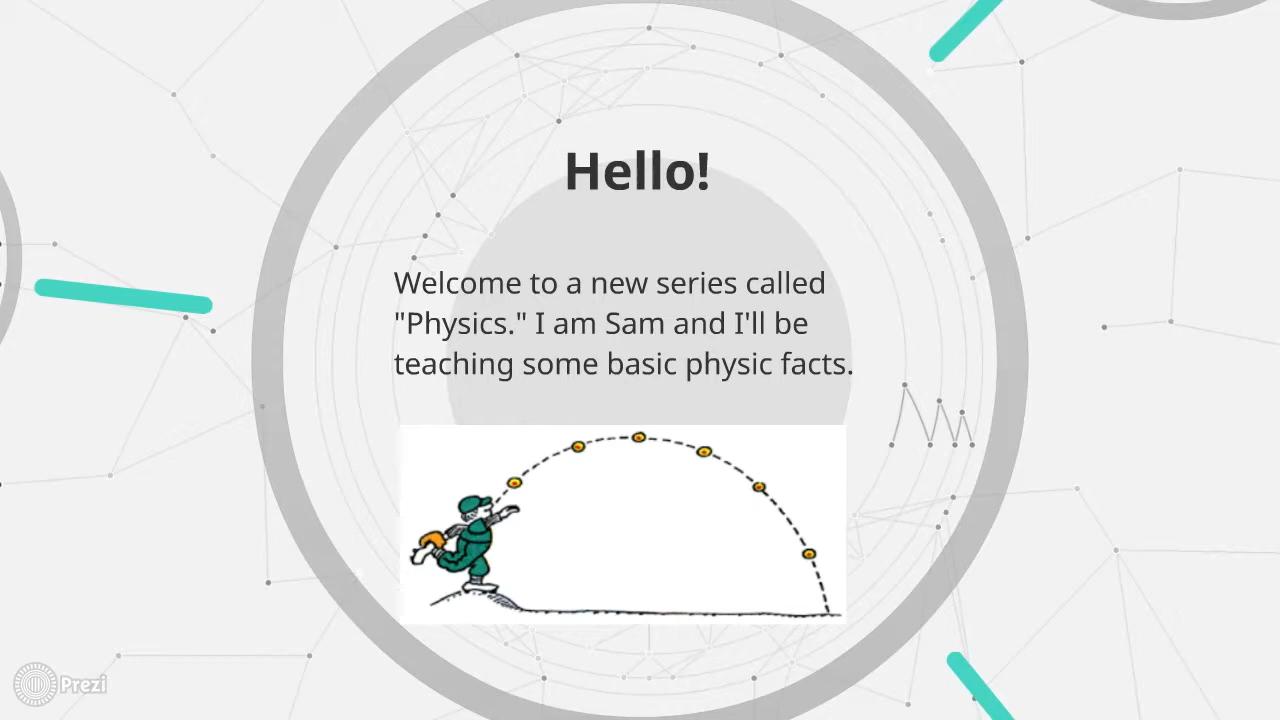 Hello!
Welcome to a new series called
"Physics." I am Sam and I'll be
teaching some basic physic facts.
Prezi